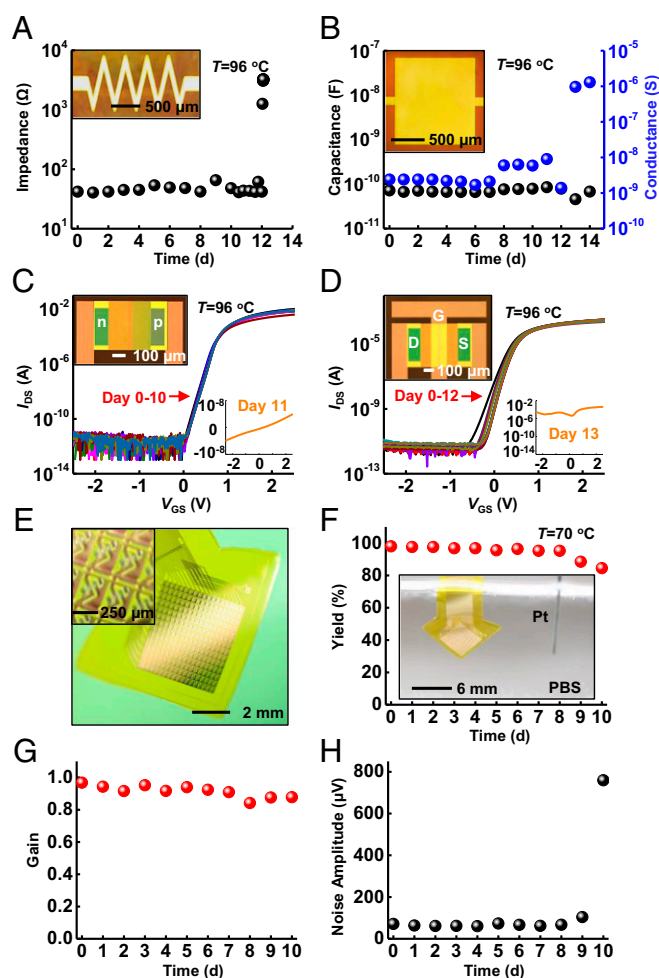 A
Impedance (Ω)
10⁴
10³
10²
10¹
T=96 °C
500 μm
0 2 4 6 8 10 12 14
Time (d)
B
Capacitance (F)
10⁻⁷
10⁻⁸
10⁻⁹
10⁻¹⁰
10⁻¹¹
T=96 °C
500 μm
10⁻⁵
10⁻⁶
10⁻⁷
10⁻⁸
10⁻⁹
10⁻¹⁰
Conductance (S)
0 2 4 6 8 10 12 14
Time (d)
C
I_DS (A)
10⁻²
10⁻⁶
10⁻¹⁰
10⁻¹⁴
n p
100 μm
T=96 °C
Day 0-10
10⁻⁸
0
-10⁻⁸
Day 11
-2 0 2
-2 -1 0 1 2
V_GS (V)
D
I_DS (A)
10⁻⁵
10⁻⁹
10⁻¹³
G
D S
100 μm
T=96 °C
Day 0-12
10⁻²
10⁻⁶
10⁻¹⁰
10⁻¹⁴
Day 13
-2 0 2
-2 -1 0 1 2
V_GS (V)
E
250 μm
2 mm
F
Yield (%)
100
80
60
40
20
0
T=70 °C
Pt
6 mm
PBS
0 1 2 3 4 5 6 7 8 9 10
Time (d)
G
Gain
1.0
0.8
0.6
0.4
0.2
0.0
0 1 2 3 4 5 6 7 8 9 10
Time (d)
H
Noise Amplitude (μV)
800
600
400
200
0
0 1 2 3 4 5 6 7 8 9 10
Time (d)